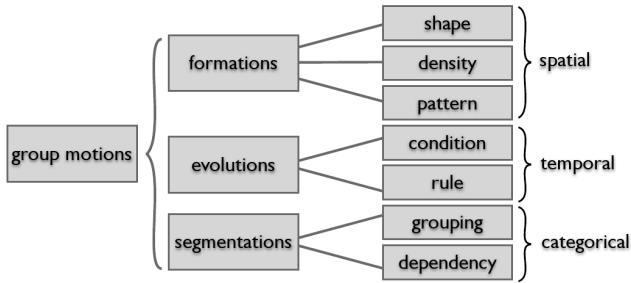 group motions
formations
evolutions
segmentations
shape
density
pattern
condition
rule
grouping
dependency
spatial
temporal
categorical